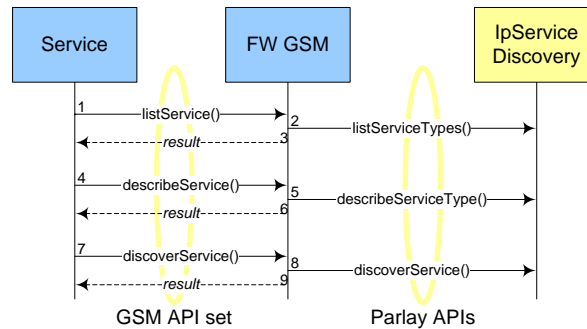 Service
FW GSM
IpService
Discovery
1
listService()
2
listServiceTypes()
3
result
4
describeService()
5
describeServiceType()
6
result
7
discoverService()
8
discoverService()
9
result
GSM API set
Parlay APIs